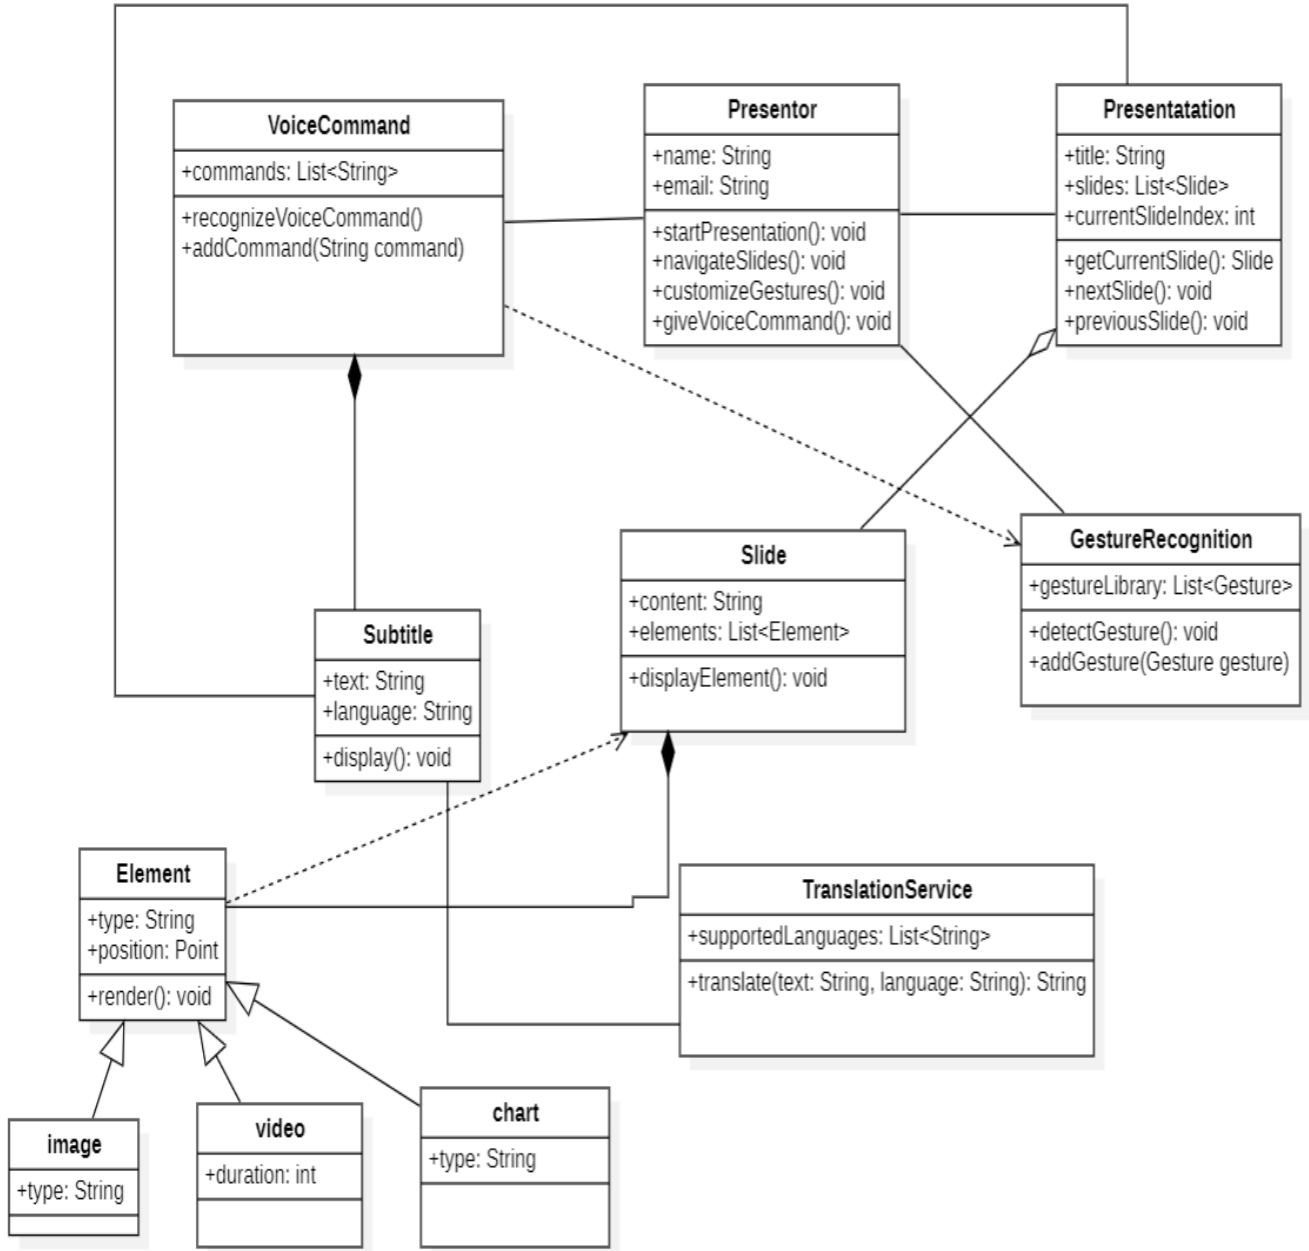 VoiceCommand
+commands: List<String>
+recognizeVoiceCommand()
+addCommand(String command)
Presentor
+name: String
+email: String
+startPresentation(): void
+navigateSlides(): void
+customizeGestures(): void
+giveVoiceCommand(): void
Presentatation
+title: String
+slides: List<Slide>
+currentSlideIndex: int
+getCurrentSlide(): Slide
+nextSlide(): void
+previousSlide(): void
GestureRecognition
+gestureLibrary: List<Gesture>
+detectGesture(): void
+addGesture(Gesture gesture)
Slide
+content: String
+elements: List<Element>
+displayElement(): void
Subtitle
+text: String
+language: String
+display(): void
Element
+type: String
+position: Point
+render(): void
TranslationService
+supportedLanguages: List<String>
+translate(text: String, language: String): String
image
+type: String
video
+duration: int
chart
+type: String